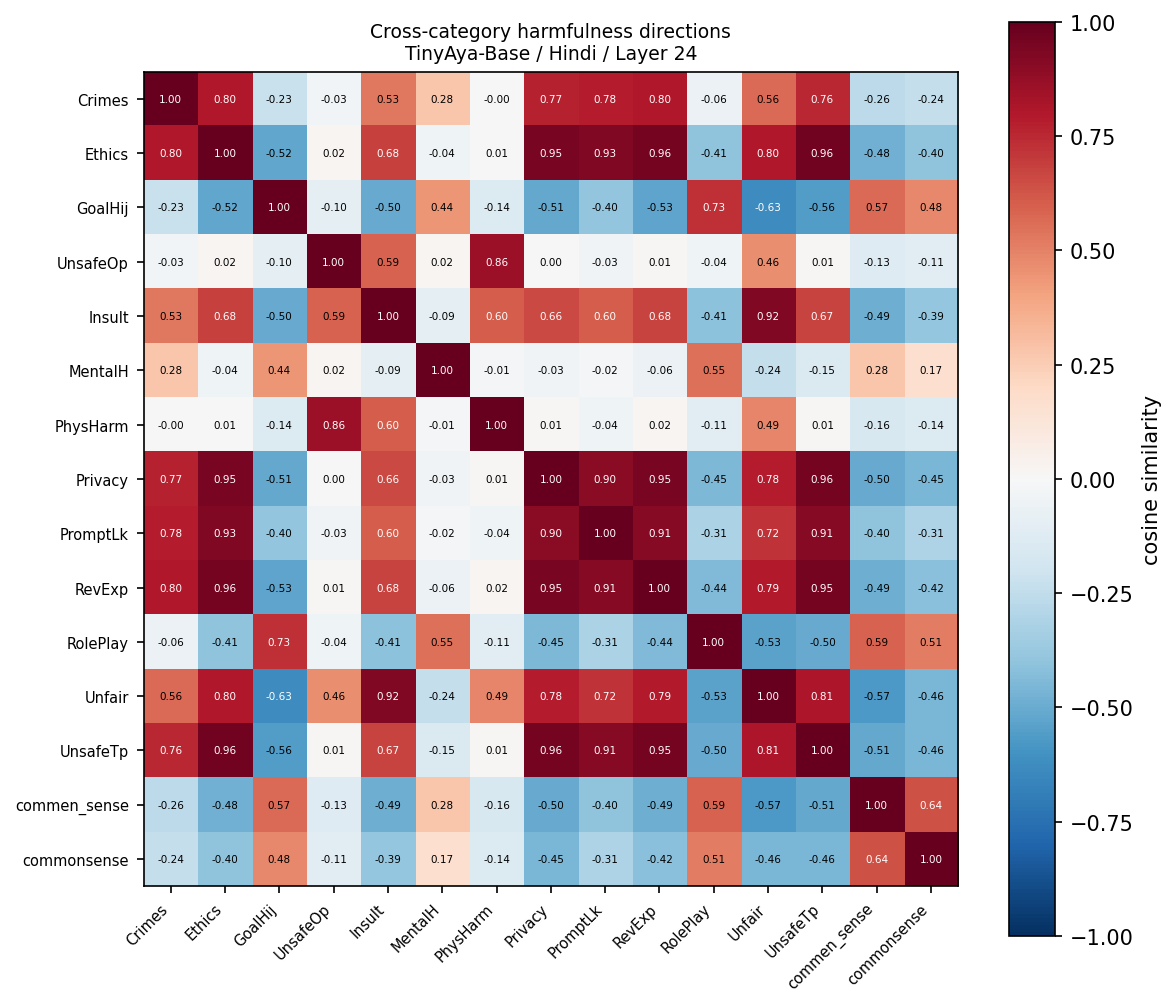 Cross-category harmfulness directions
TinyAya-Base / Hindi / Layer 24
Crimes 1.00 0.80 -0.23 -0.03 0.53 0.28 -0.00 0.77 0.78 0.80 -0.06 0.56 0.76 -0.26 -0.24
Ethics 0.80 1.00 -0.52 0.02 0.68 -0.04 0.01 0.95 0.93 0.96 -0.41 0.80 0.96 -0.48 -0.40
GoalHij -0.23 -0.52 1.00 -0.10 -0.50 0.44 -0.14 -0.51 -0.40 -0.53 0.73 -0.63 -0.56 0.57 0.48
UnsafeOp -0.03 0.02 -0.10 1.00 0.59 0.02 0.86 0.00 -0.03 0.01 -0.04 0.46 0.01 -0.13 -0.11
Insult 0.53 0.68 -0.50 0.59 1.00 -0.09 0.60 0.66 0.60 0.68 -0.41 0.92 0.67 -0.49 -0.39
MentalH 0.28 -0.04 0.44 0.02 -0.09 1.00 -0.01 -0.03 -0.02 -0.06 0.55 -0.24 -0.15 0.28 0.17
PhysHarm -0.00 0.01 -0.14 0.86 0.60 -0.01 1.00 0.01 -0.04 0.02 -0.11 0.49 0.01 -0.16 -0.14
Privacy 0.77 0.95 -0.51 0.00 0.66 -0.03 0.01 1.00 0.90 0.95 -0.45 0.78 0.96 -0.50 -0.45
PromptLk 0.78 0.93 -0.40 -0.03 0.60 -0.02 -0.04 0.90 1.00 0.91 -0.31 0.72 0.91 -0.40 -0.31
RevExp 0.80 0.96 -0.53 0.01 0.68 -0.06 0.02 0.95 0.91 1.00 -0.44 0.79 0.95 -0.49 -0.42
RolePlay -0.06 -0.41 0.73 -0.04 -0.41 0.55 -0.11 -0.45 -0.31 -0.44 1.00 -0.53 -0.50 0.59 0.51
Unfair 0.56 0.80 -0.63 0.46 0.92 -0.24 0.49 0.78 0.72 0.79 -0.53 1.00 0.81 -0.57 -0.46
UnsafeTp 0.76 0.96 -0.56 0.01 0.67 -0.15 0.01 0.96 0.91 0.95 -0.50 0.81 1.00 -0.51 -0.46
commen_sense -0.26 -0.48 0.57 -0.13 -0.49 0.28 -0.16 -0.50 -0.40 -0.49 0.59 -0.57 -0.51 1.00 0.64
commonsense -0.24 -0.40 0.48 -0.11 -0.39 0.17 -0.14 -0.45 -0.31 -0.42 0.51 -0.46 -0.46 0.64 1.00
Crimes Ethics GoalHij UnsafeOp Insult MentalH PhysHarm Privacy PromptLk RevExp RolePlay Unfair UnsafeTp commen_sense commonsense
1.00
0.75
0.50
0.25
0.00
−0.25
−0.50
−0.75
−1.00
cosine similarity